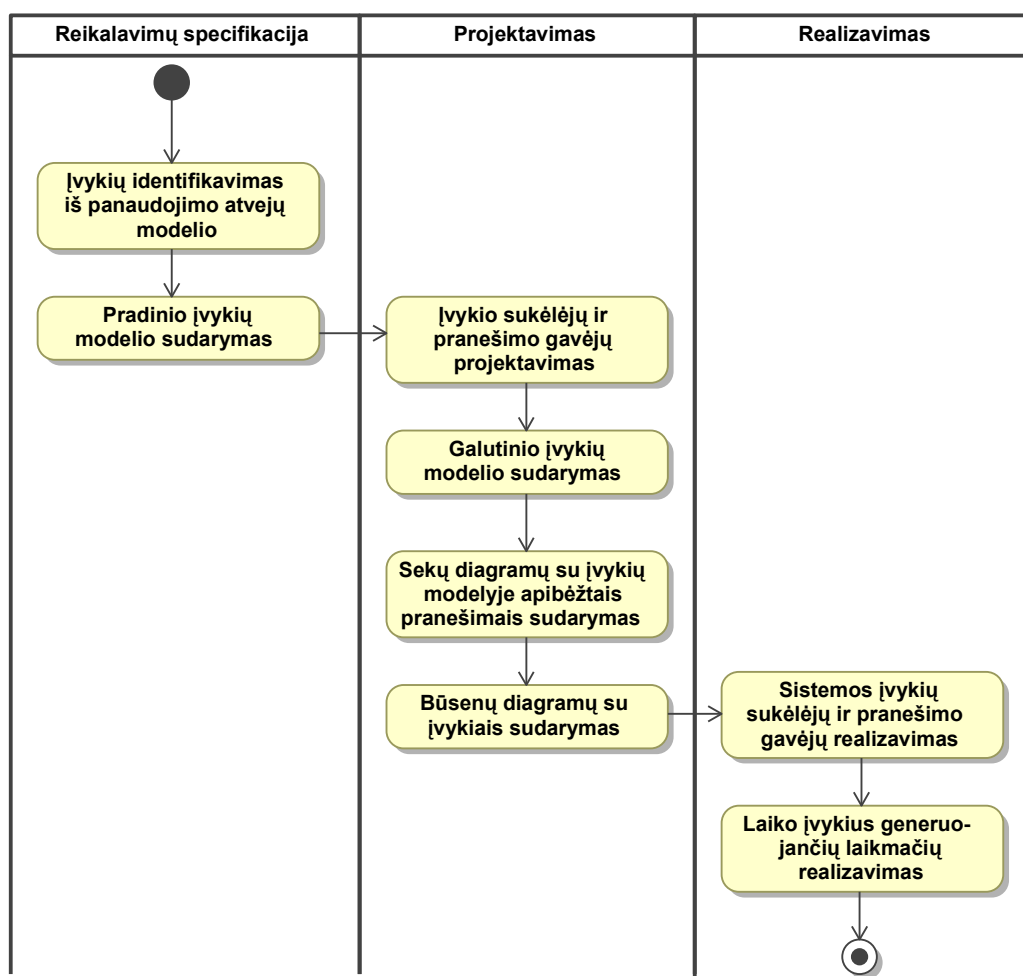 Reikalavimų specifikacija
Projektavimas
Realizavimas
Įvykių identifikavimas
iš panaudojimo atvejų
modelio
Pradinio įvykių
modelio sudarymas
Įvykio sukėlėjų ir
pranešimo gavėjų
projektavimas
Galutinio įvykių
modelio sudarymas
Sekų diagramų su įvykių
modelyje apibėžtais
pranešimais sudarymas
Būsenų diagramų su
įvykiais sudarymas
Sistemos įvykių
sukėlėjų ir pranešimo
gavėjų realizavimas
Laiko įvykius generuo-
jančių laikmačių
realizavimas